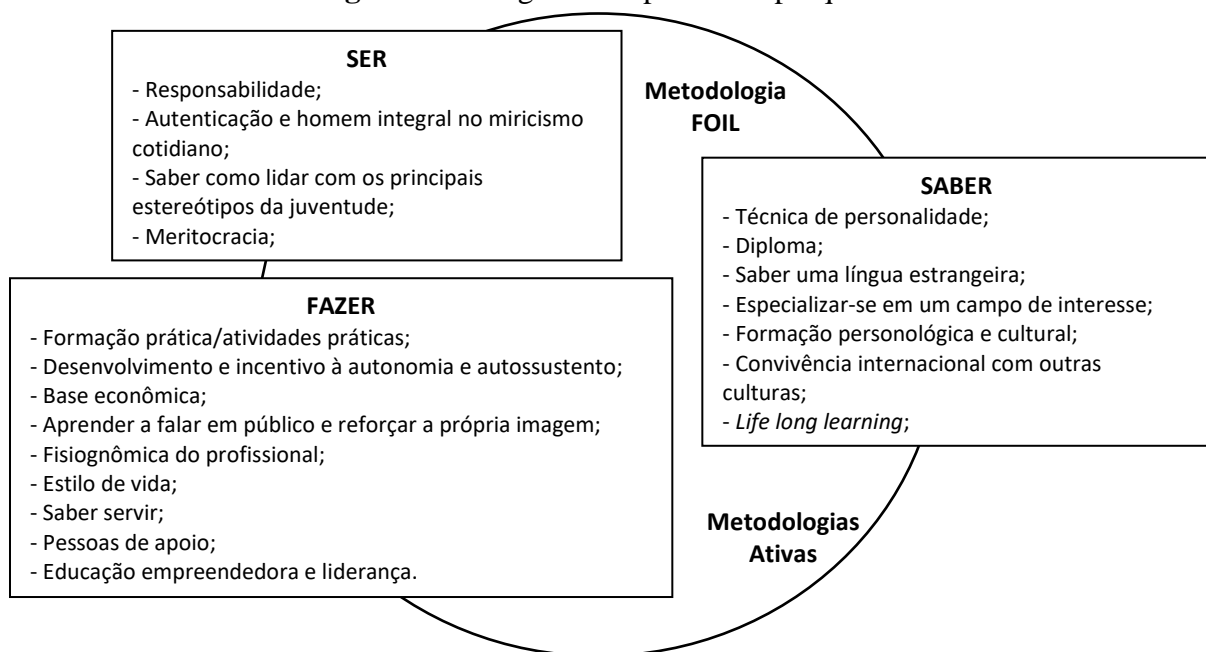 SER
- Responsabilidade;
- Autenticação e homem integral no miricismo
cotidiano;
- Saber como lidar com os principais
estereótipos da juventude;
- Meritocracia;
Metodologia
FOIL
SABER
- Técnica de personalidade;
- Diploma;
- Saber uma língua estrangeira;
- Especializar-se em um campo de interesse;
- Formação personológica e cultural;
- Convivência internacional com outras
culturas;
- Life long learning;
FAZER
- Formação prática/atividades práticas;
- Desenvolvimento e incentivo à autonomia e autossustento;
- Base econômica;
- Aprender a falar em público e reforçar a própria imagem;
- Fisiognômica do profissional;
- Estilo de vida;
- Saber servir;
- Pessoas de apoio;
- Educação empreendedora e liderança.
Metodologias
Ativas